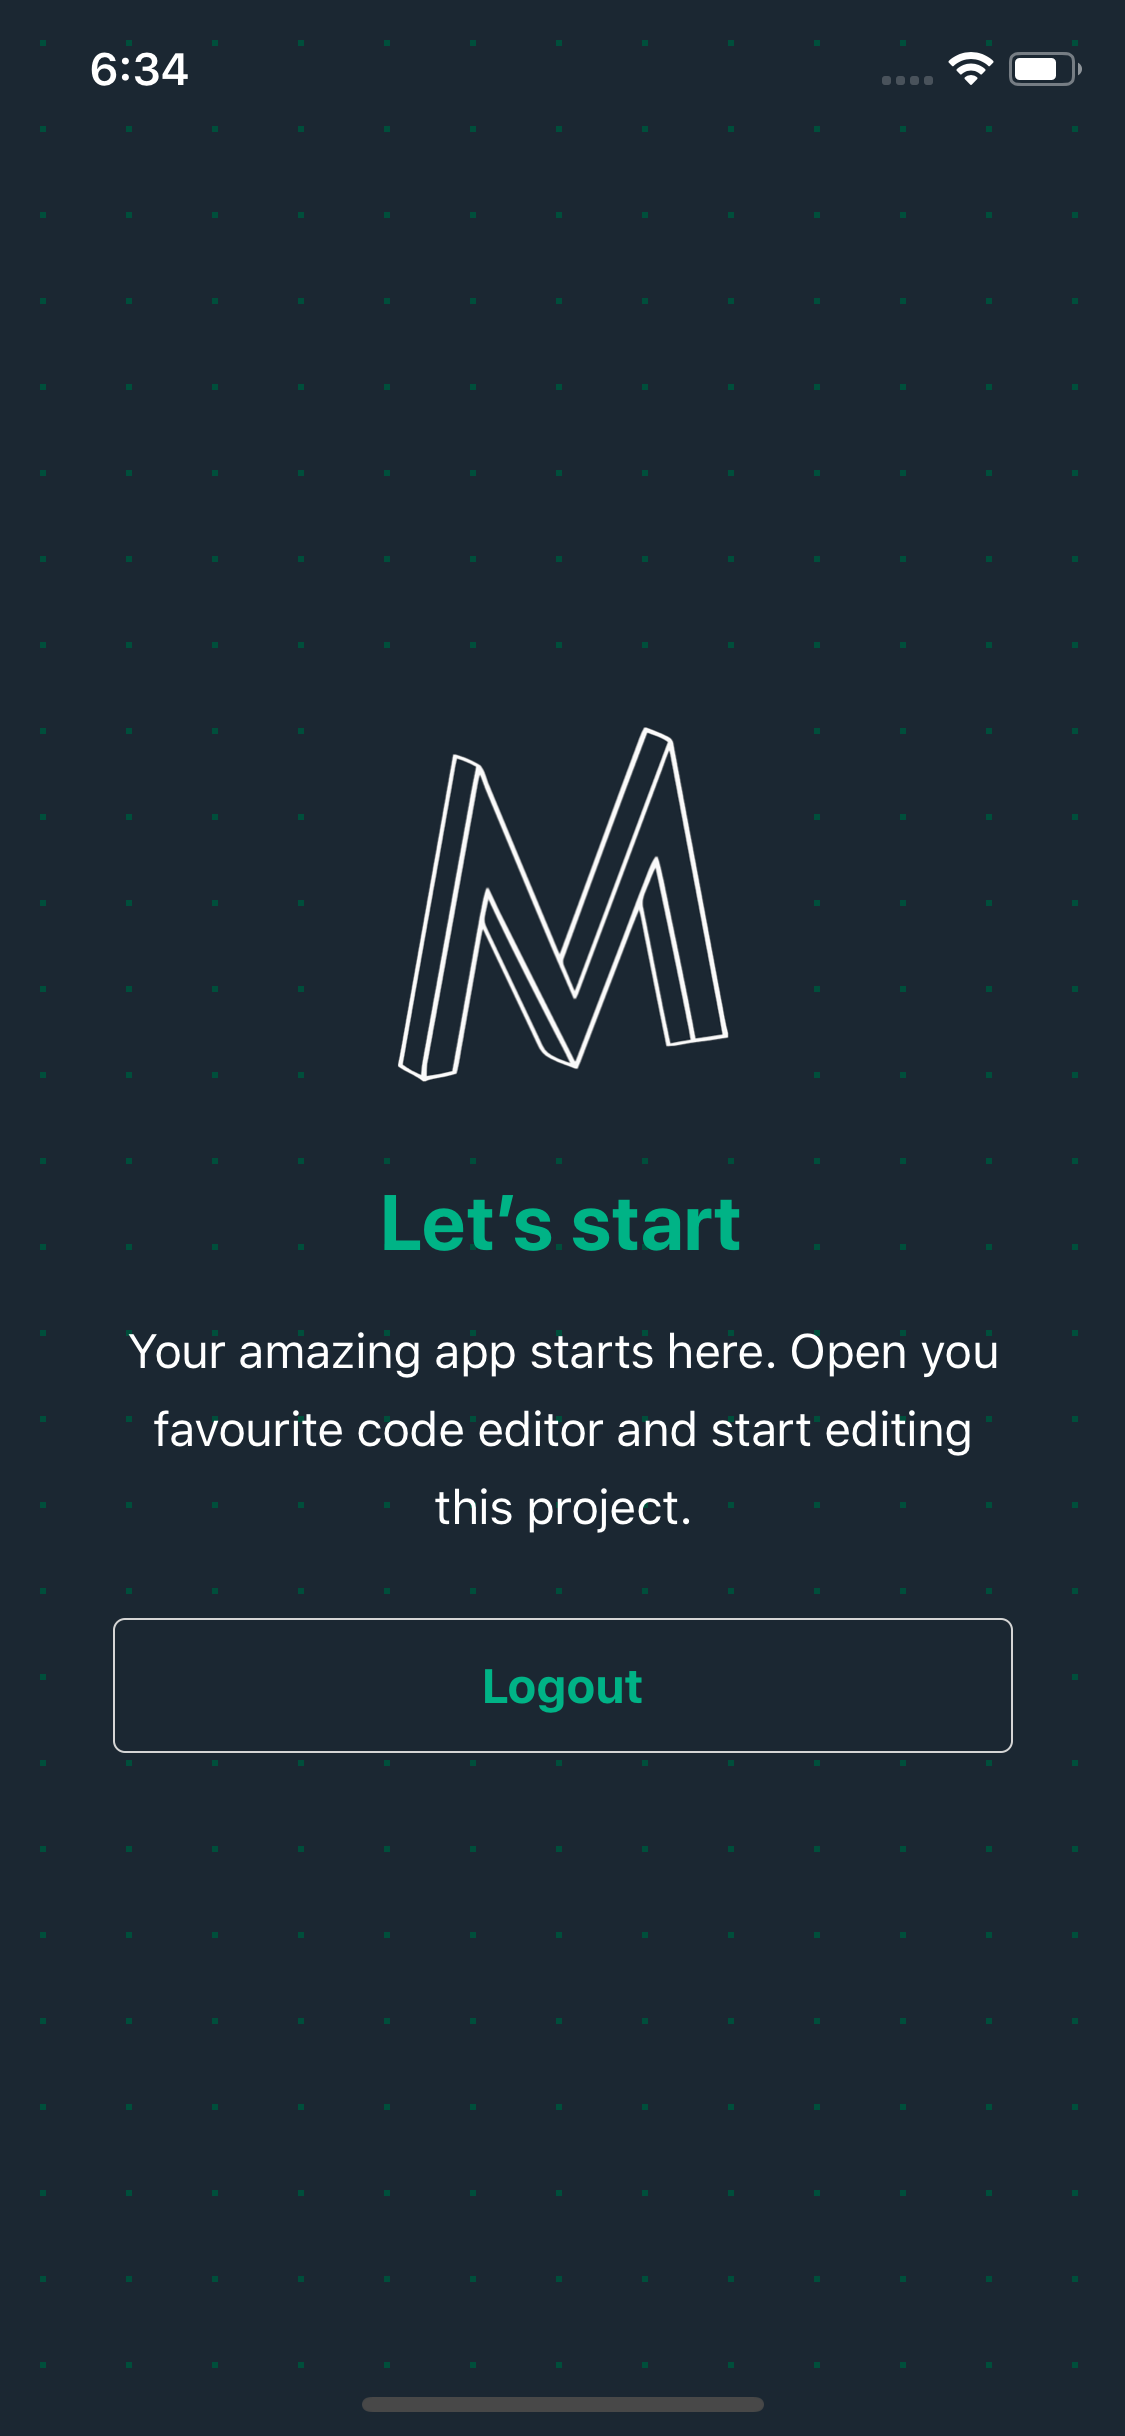 6:34
M
Let’s start
Your amazing app starts here. Open you
favourite code editor and start editing
this project.
Logout